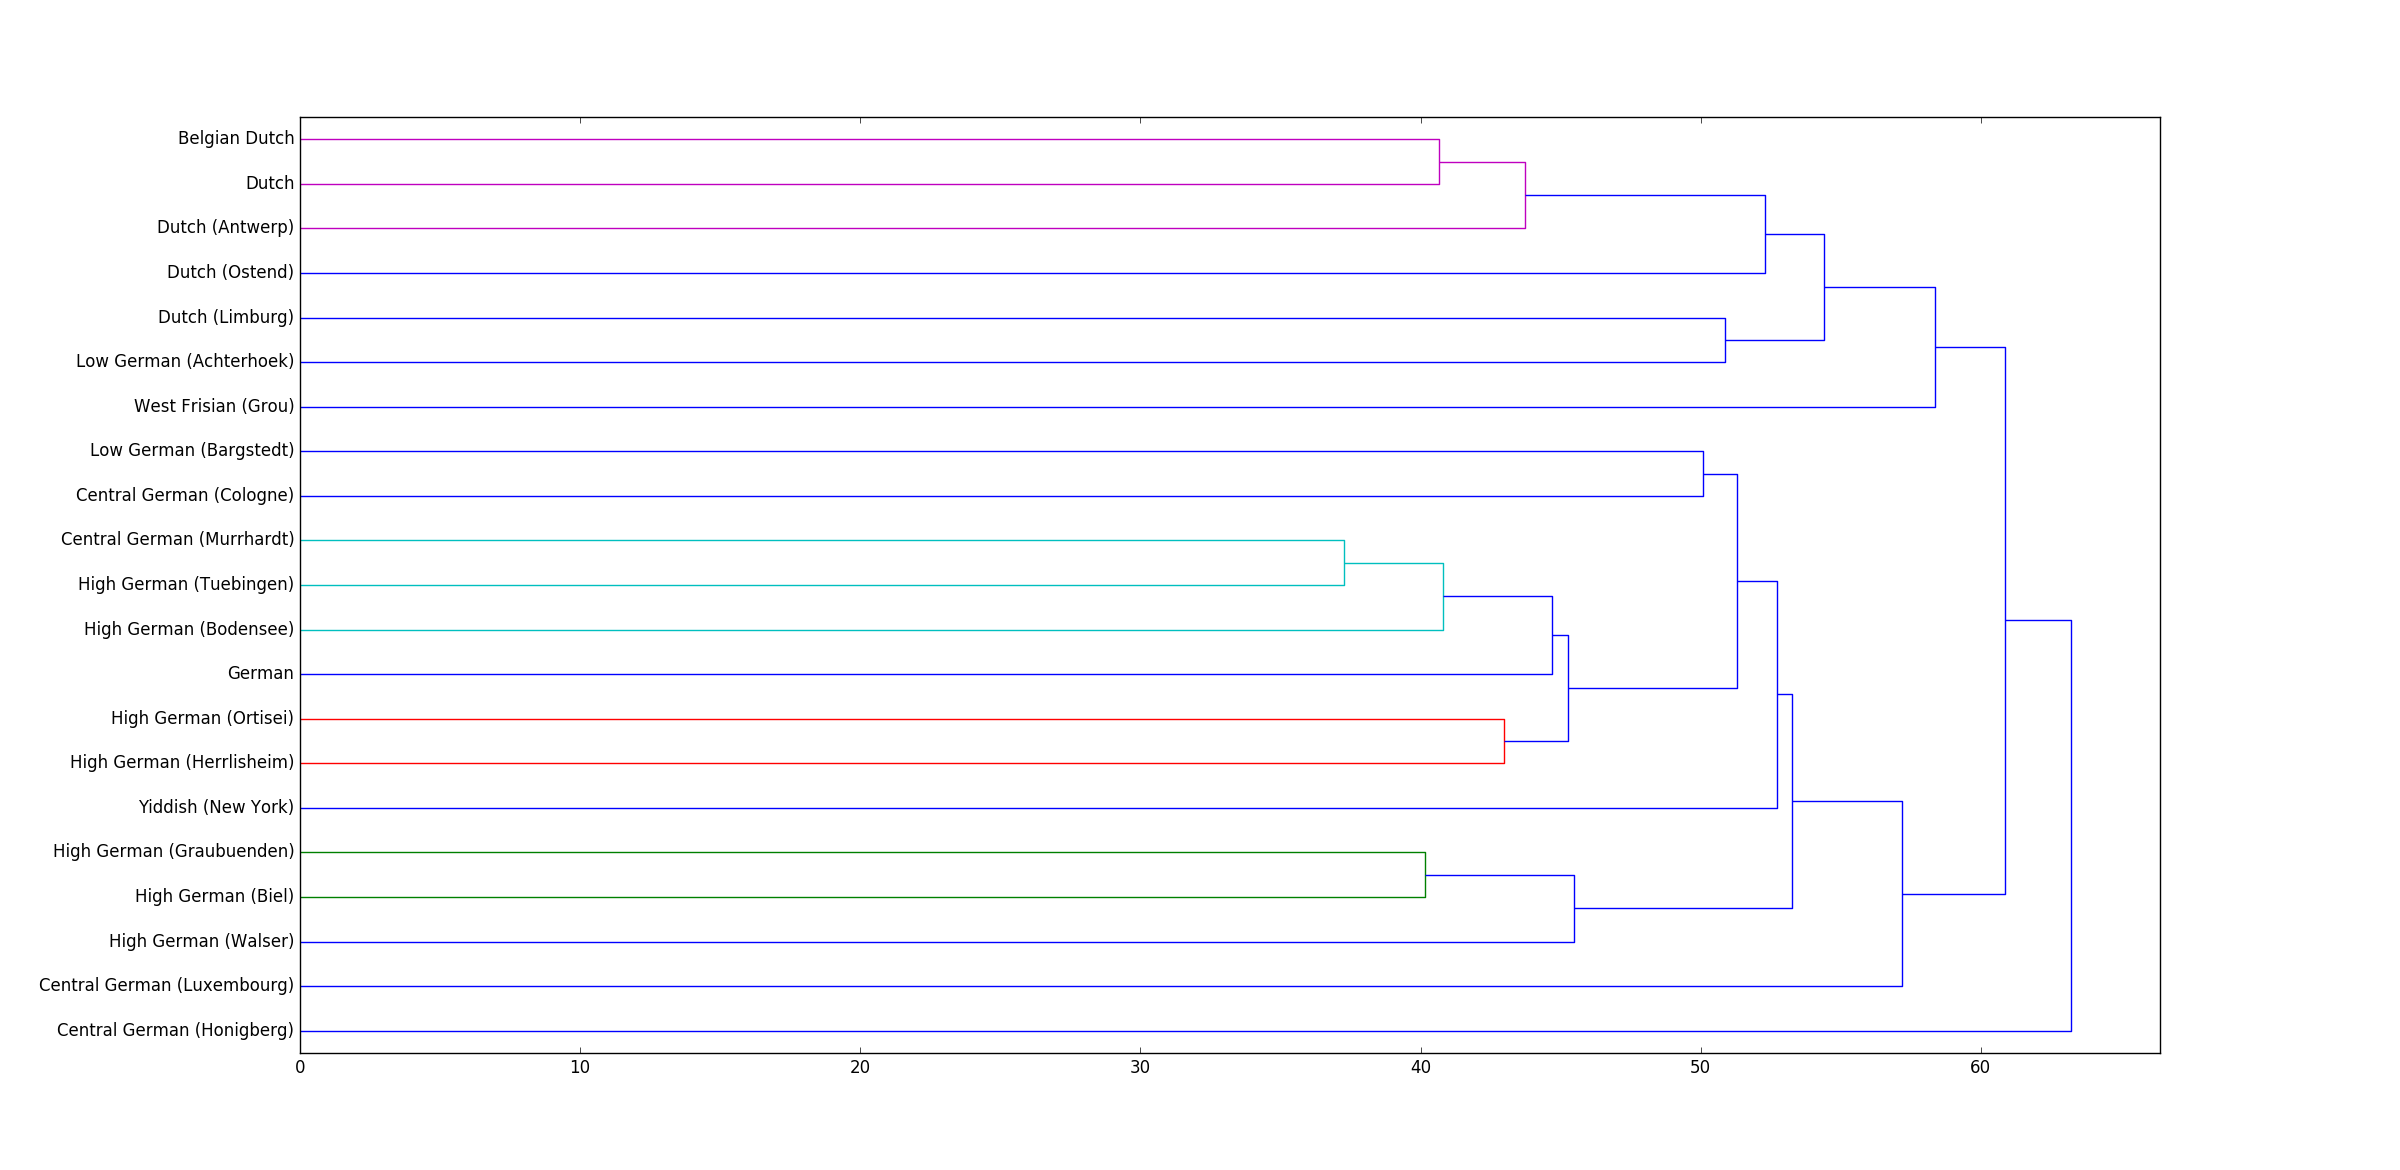 Belgian Dutch
Dutch
Dutch (Antwerp)
Dutch (Ostend)
Dutch (Limburg)
Low German (Achterhoek)
West Frisian (Grou)
Low German (Bargstedt)
Central German (Cologne)
Central German (Murrhardt)
High German (Tuebingen)
High German (Bodensee)
German
High German (Ortisei)
High German (Herrlisheim)
Yiddish (New York)
High German (Graubuenden)
High German (Biel)
High German (Walser)
Central German (Luxembourg)
Central German (Honigberg)
0 10 20 30 40 50 60